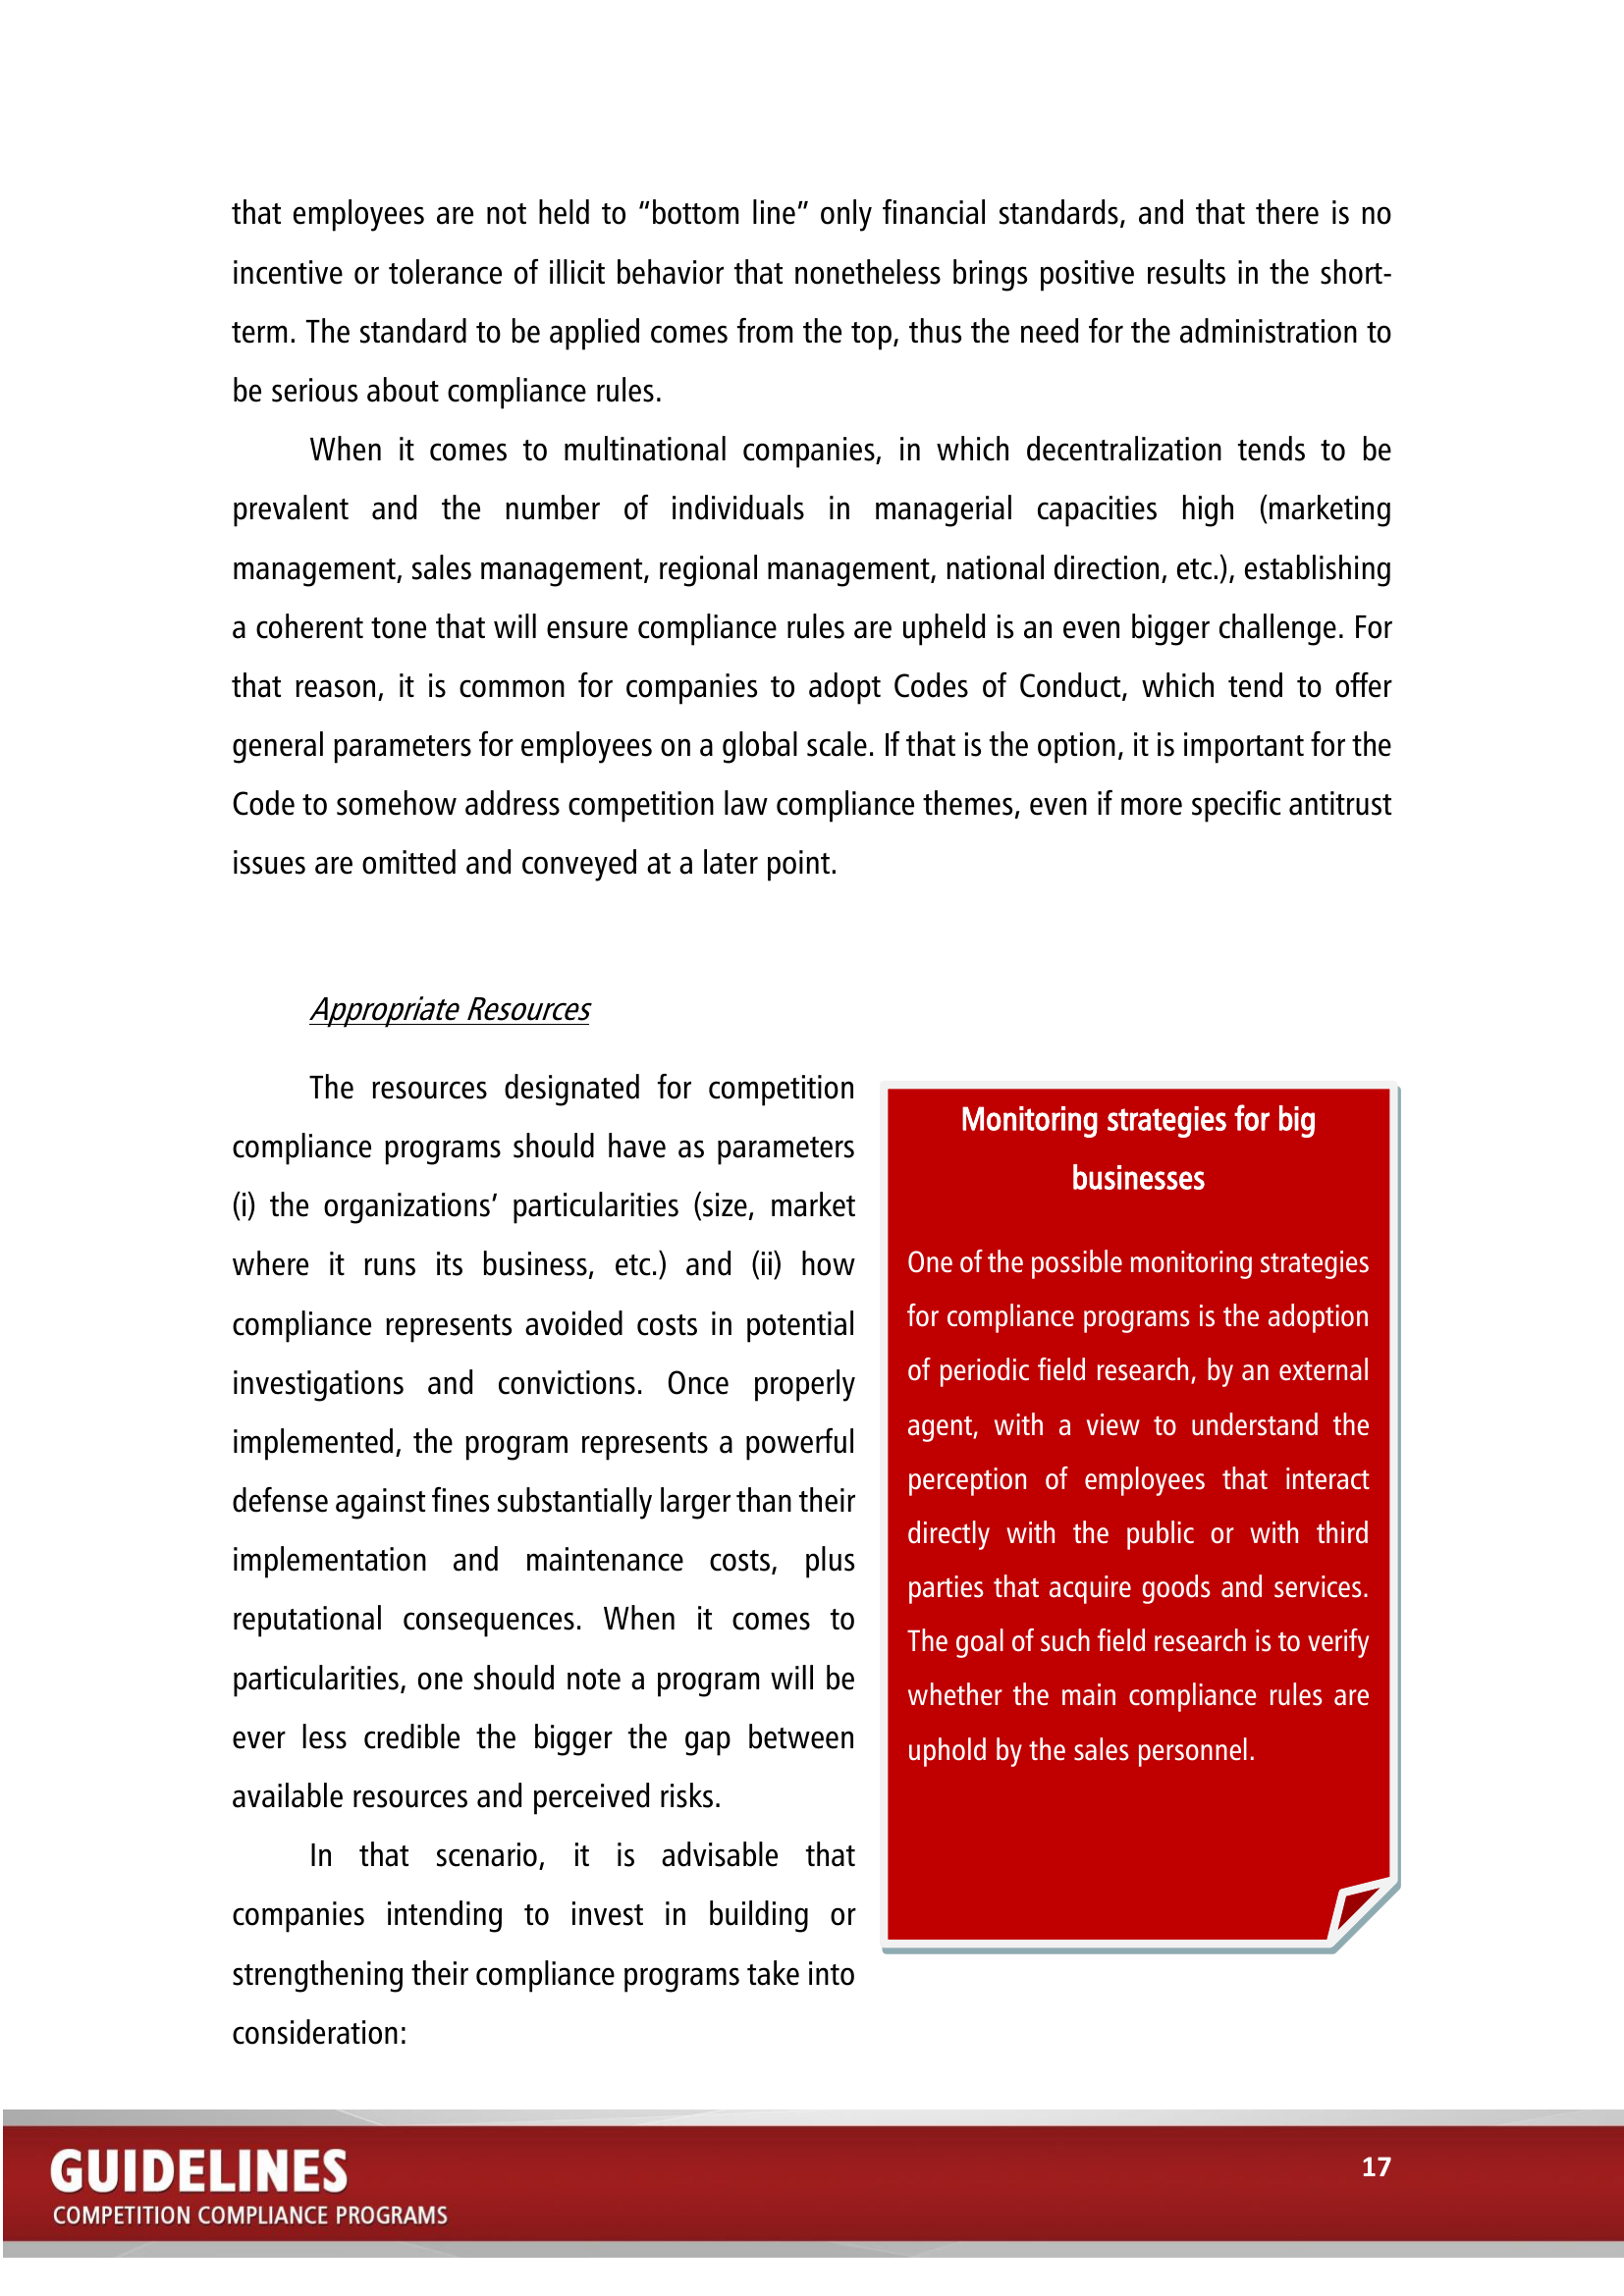 that employees are not held to “bottom line” only financial standards, and that there is no
incentive or tolerance of illicit behavior that nonetheless brings positive results in the short-
term. The standard to be applied comes from the top, thus the need for the administration to
be serious about compliance rules.
When it comes to multinational companies, in which decentralization tends to be
prevalent and the number of individuals in managerial capacities high (marketing
management, sales management, regional management, national direction, etc.), establishing
a coherent tone that will ensure compliance rules are upheld is an even bigger challenge. For
that reason, it is common for companies to adopt Codes of Conduct, which tend to offer
general parameters for employees on a global scale. If that is the option, it is important for the
Code to somehow address competition law compliance themes, even if more specific antitrust
issues are omitted and conveyed at a later point.
Appropriate Resources
The resources designated for competition
compliance programs should have as parameters
(i) the organizations’ particularities (size, market
where it runs its business, etc.) and (ii) how
compliance represents avoided costs in potential
investigations and convictions. Once properly
implemented, the program represents a powerful
defense against fines substantially larger than their
implementation and maintenance costs, plus
reputational consequences. When it comes to
particularities, one should note a program will be
ever less credible the bigger the gap between
available resources and perceived risks.
In that scenario, it is advisable that
companies intending to invest in building or
strengthening their compliance programs take into
consideration:
Monitoring strategies for big
businesses
One of the possible monitoring strategies
for compliance programs is the adoption
of periodic field research, by an external
agent, with a view to understand the
perception of employees that interact
directly with the public or with third
parties that acquire goods and services.
The goal of such field research is to verify
whether the main compliance rules are
uphold by the sales personnel.
GUIDELINES
COMPETITION COMPLIANCE PROGRAMS
17